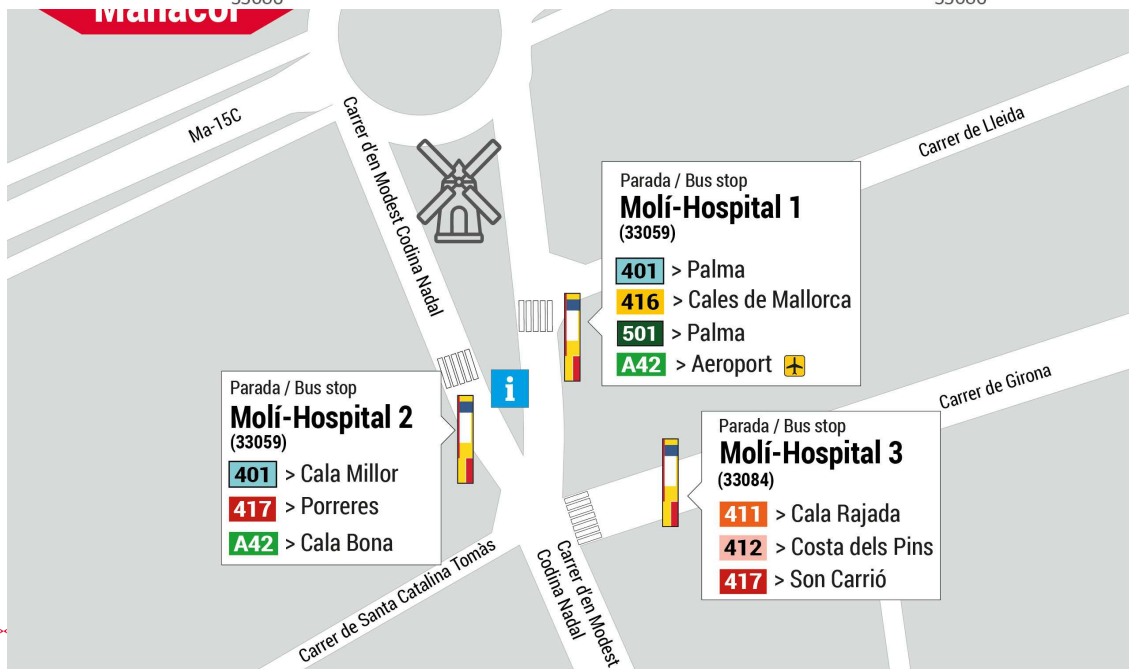 Manacor
Ma-15C
Carrer d'en Modest Codina Nadal
Carrer de Lleida
Parada / Bus stop
Molí-Hospital 1
(33059)
401 > Palma
416 > Cales de Mallorca
501 > Palma
A42 > Aeroport
i
Carrer de Girona
Parada / Bus stop
Molí-Hospital 2
(33059)
401 > Cala Millor
417 > Porreres
A42 > Cala Bona
Parada / Bus stop
Molí-Hospital 3
(33084)
411 > Cala Rajada
412 > Costa dels Pins
417 > Son Carrió
Carrer de Santa Catalina Tomàs
Carrer d'en Modest
Codina Nadal